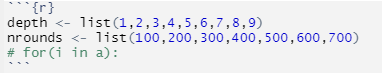 ```{r}
depth <- list(1,2,3,4,5,6,7,8,9)
nrounds <- list(100,200,300,400,500,600,700)
# for(i in a):
```